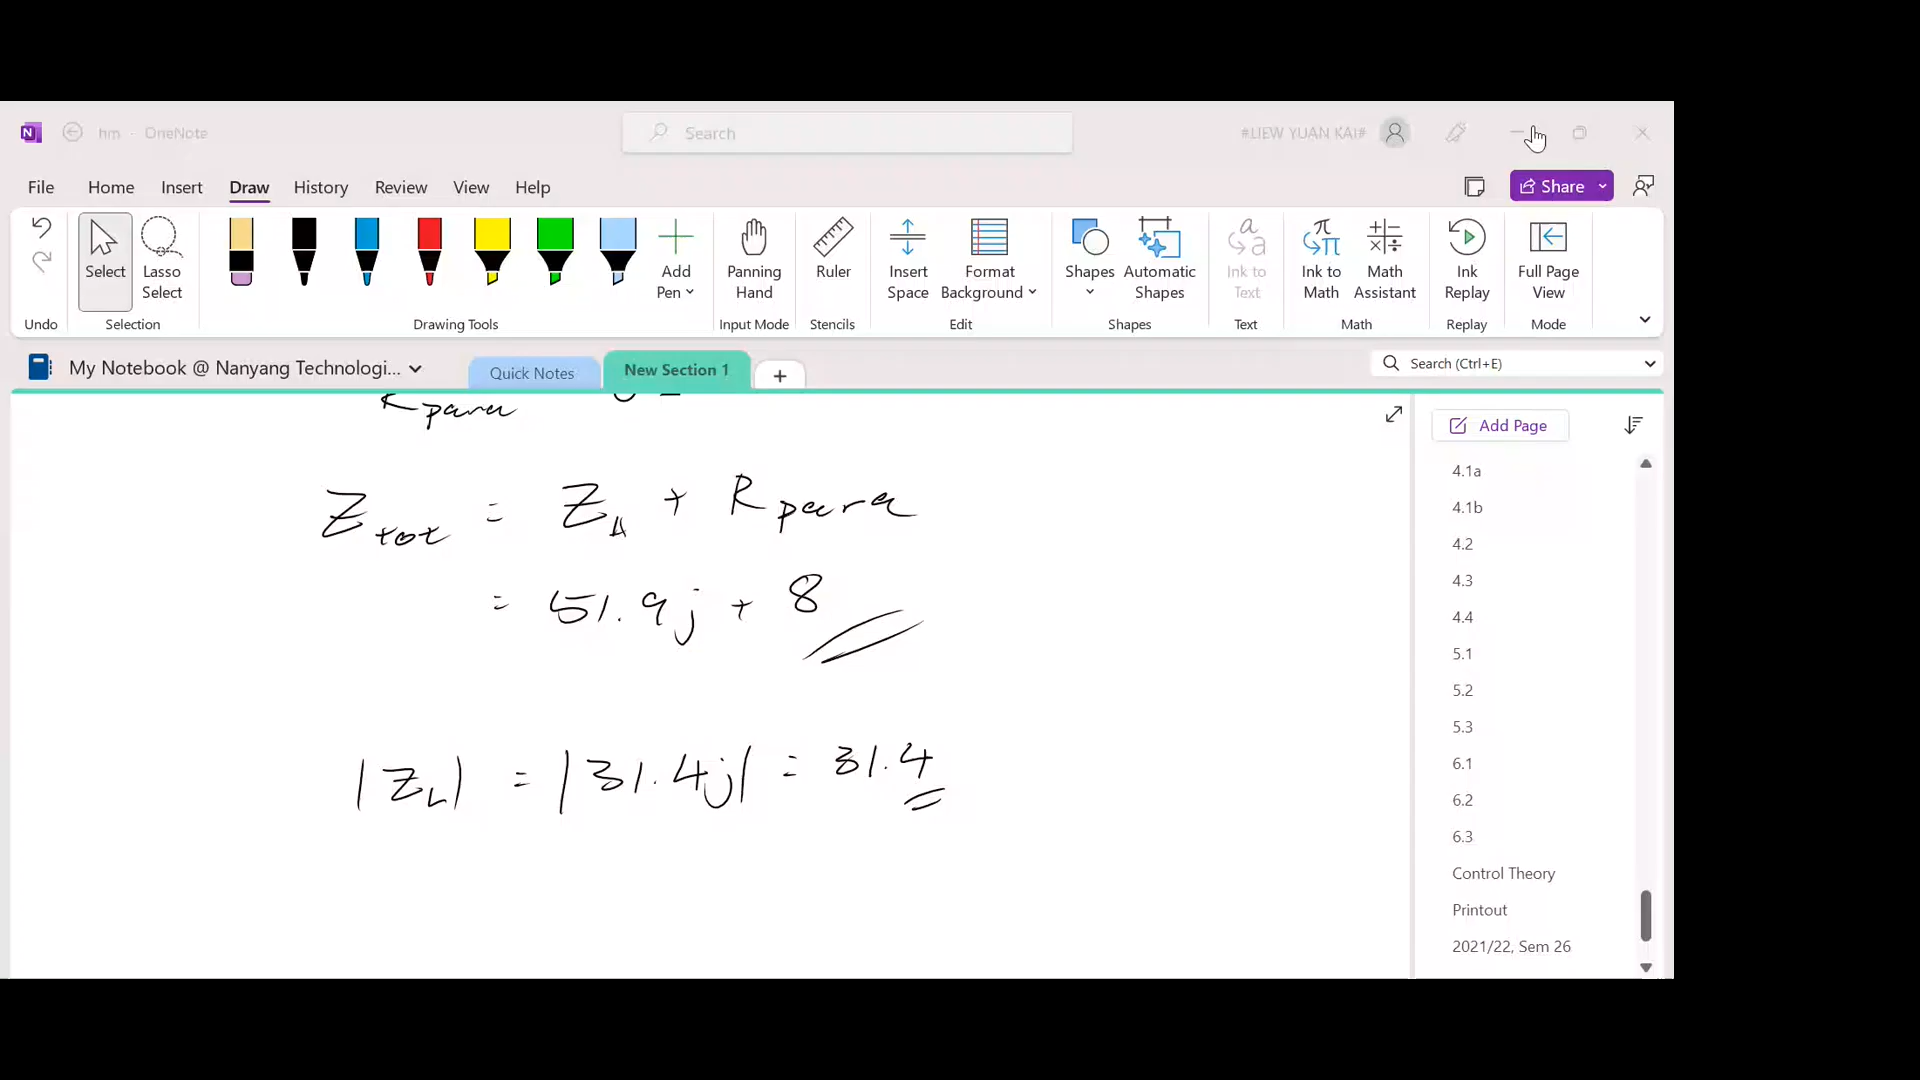 hm - OneNote
Search
#LIEW YUAN KAI#
File Home Insert Draw History Review View Help
Share
Select
Lasso Select
Add Pen
Panning Hand
Ruler
Insert Space
Format Background
Shapes
Automatic Shapes
Ink to Text
Ink to Math
Math Assistant
Ink Replay
Full Page View
Undo Selection Drawing Tools Input Mode Stencils Edit Shapes Text Math Replay Mode
My Notebook @ Nanyang Technologi...
Quick Notes
New Section 1
Search (Ctrl+E)
Add Page
4.1a
4.1b
4.2
4.3
4.4
5.1
5.2
5.3
6.1
6.2
6.3
Control Theory
Printout
2021/22, Sem 26
R para
Z tot = Z + R para
= 51.9j + 8
|Z L| = |31.4j| = 31.4